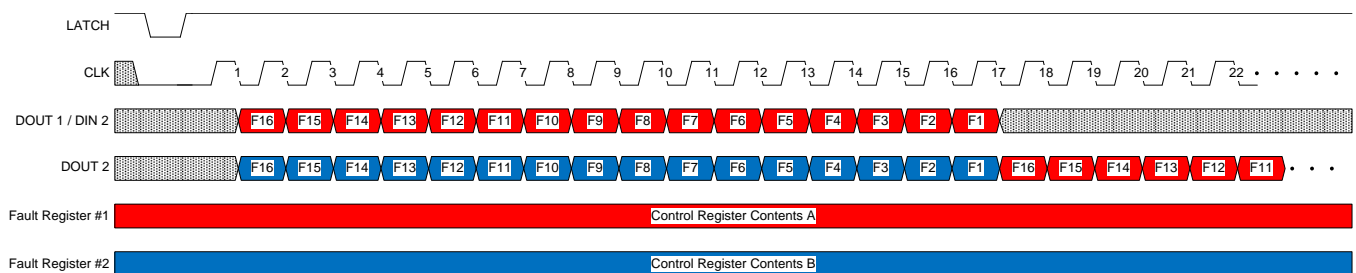 LATCH
CLK 1 2 3 4 5 6 7 8 9 10 11 12 13 14 15 16 17 18 19 20 21 22
DOUT 1 / DIN 2 F16 F15 F14 F13 F12 F11 F10 F9 F8 F7 F6 F5 F4 F3 F2 F1
DOUT 2 F16 F15 F14 F13 F12 F11 F10 F9 F8 F7 F6 F5 F4 F3 F2 F1 F16 F15 F14 F13 F12 F11
Fault Register #1 Control Register Contents A
Fault Register #2 Control Register Contents B